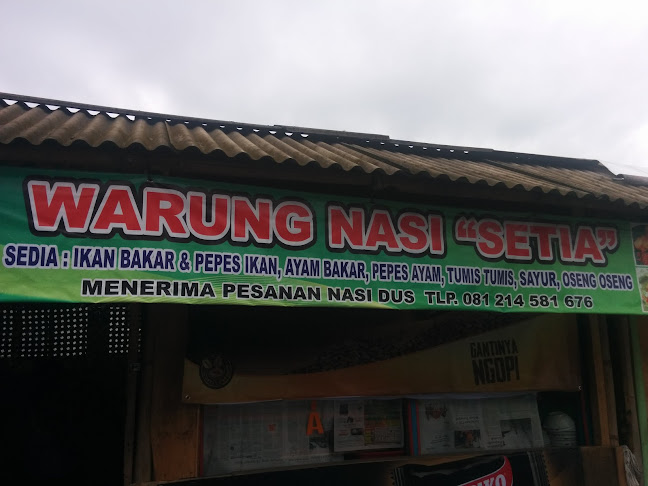 WARUNG NASI "SETIA"
SEDIA : IKAN BAKAR & PEPES IKAN, AYAM BAKAR, PEPES AYAM, TUMIS TUMIS, SAYUR, OSENG OSENG
MENERIMA PESANAN NASI DUS TLP. 081 214 581 676
GANTINYA
NGOPI
A